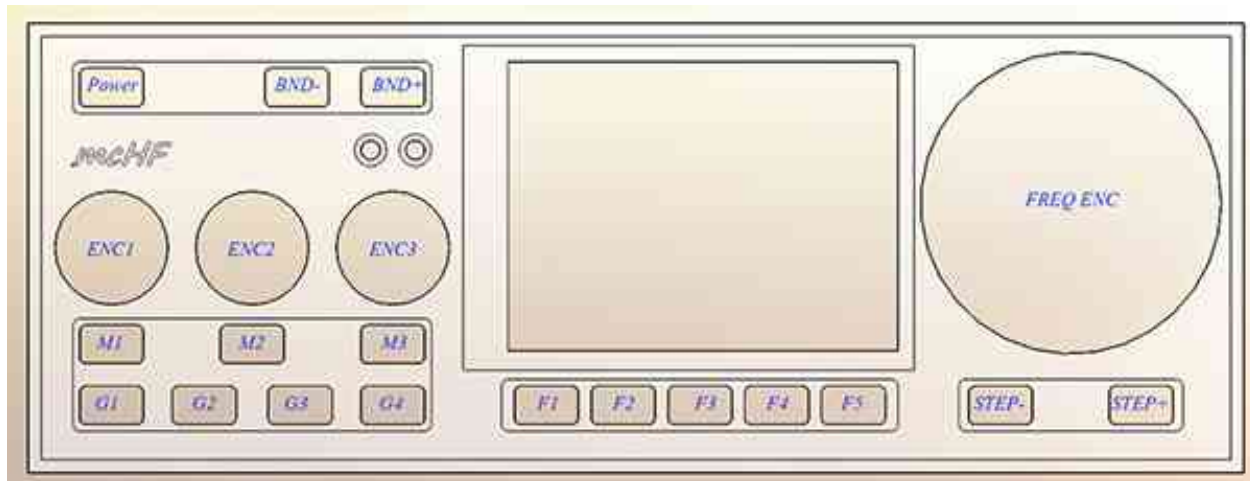 Power BND- BND+
mcHF
ENC1 ENC2 ENC3 FREQ ENC
M1 M2 M3
G1 G2 G3 G4 F1 F2 F3 F4 F5 STEP- STEP+